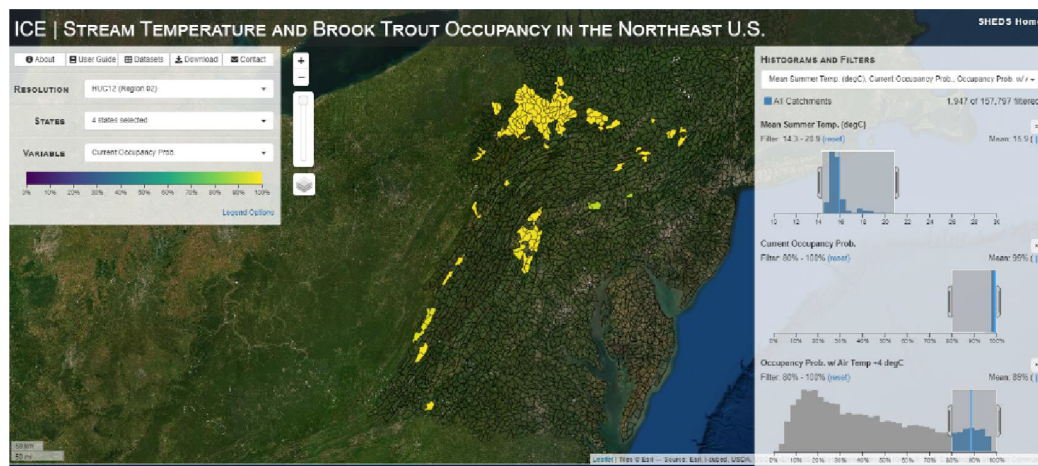 ICE | STREAM TEMPERATURE AND BROOK TROUT OCCUPANCY IN THE NORTHEAST U.S.
SHEDS Home
About User Guide Datasets Download Contact
RESOLUTION HUC12 (Region 02)
STATES 4 states selected
VARIABLE Current Occupancy Prob.
0% 10% 20% 30% 40% 50% 60% 70% 80% 90% 100%
Legend Options
+
−
HISTOGRAMS AND FILTERS
Mean Summer Temp. (degC), Current Occupancy Prob., Occupancy Prob. w/
All Catchments 1,947 of 157,797 filtered
Mean Summer Temp. (degC)
Filter: 14.3 - 20.9 (reset) Mean: 15.9
10 12 14 16 18 20 22 24 26 28 30
Current Occupancy Prob.
Filter: 80% - 100% (reset) Mean: 99%
0% 10% 20% 30% 40% 50% 60% 70% 80% 90% 100%
Occupancy Prob. w/ Air Temp +4 degC
Filter: 80% - 100% (reset) Mean: 88%
0% 10% 20% 30% 40% 50% 60% 70% 80% 90% 100%
50 km
50 mi
Leaflet | Tiles © Esri — Source: Esri, i-cubed, USDA,